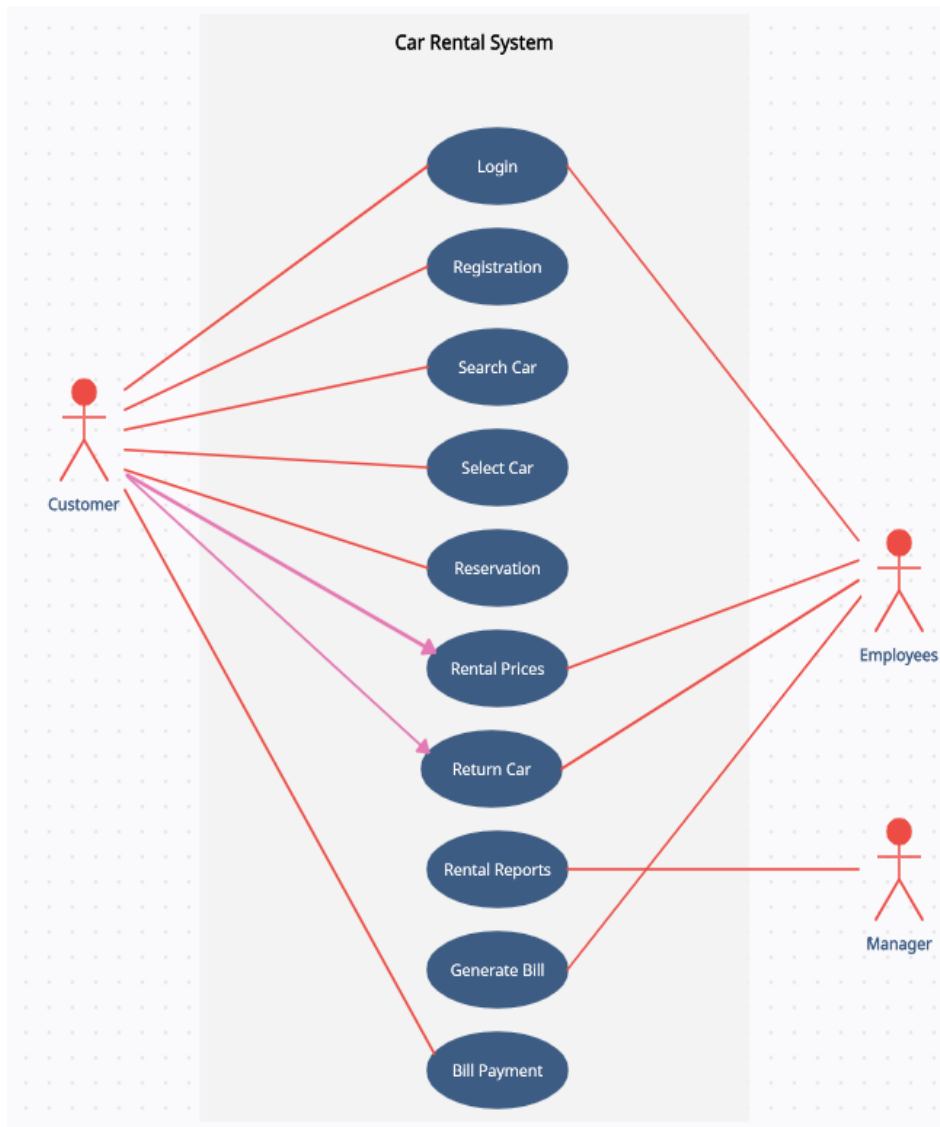 Car Rental System
Login
Registration
Search Car
Customer
Select Car
Reservation
Employees
Rental Prices
Return Car
Rental Reports
Manager
Generate Bill
Bill Payment